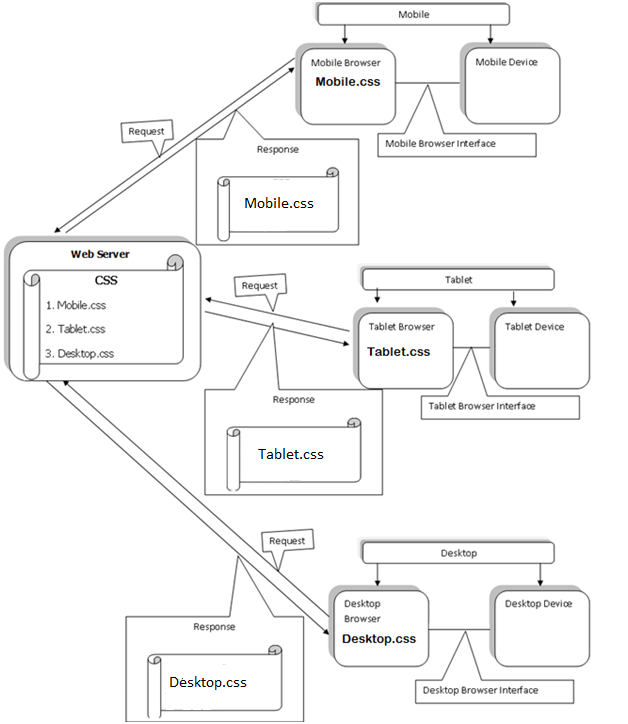 Mobile
Mobile Browser
Mobile.css
Mobile Device
Mobile Browser Interface
Request
Response
Mobile.css
Web Server
CSS
1. Mobile.css
2. Tablet.css
3. Desktop.css
Request
Tablet
Tablet Browser
Tablet.css
Tablet Device
Tablet Browser Interface
Response
Tablet.css
Request
Desktop
Desktop
Browser
Desktop.css
Desktop Device
Desktop Browser Interface
Response
Desktop.css